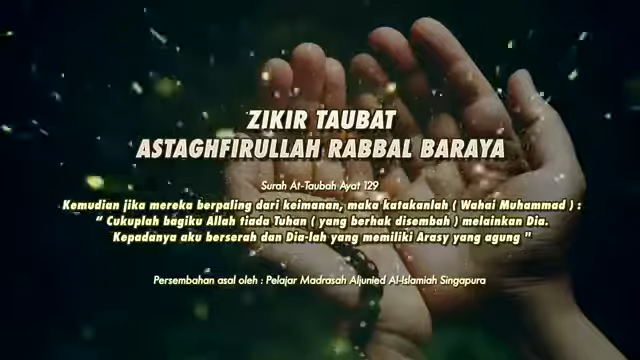 ZIKIR TAUBAT
ASTAGHFIRULLAH RABBAL BARAYA
Surah At-Taubah Ayat 129
Kemudian jika mereka berpaling dari keimanan, maka katakanlah ( Wahai Muhammad ) :
" Cukuplah bagiku Allah tiada Tuhan ( yang berhak disembah ) melainkan Dia.
Kepadanya aku berserah dan Dia-lah yang memiliki Arasy yang agung "
Persembahan asal oleh : Pelajar Madrasah Aljunied Al-Islamiah Singapura